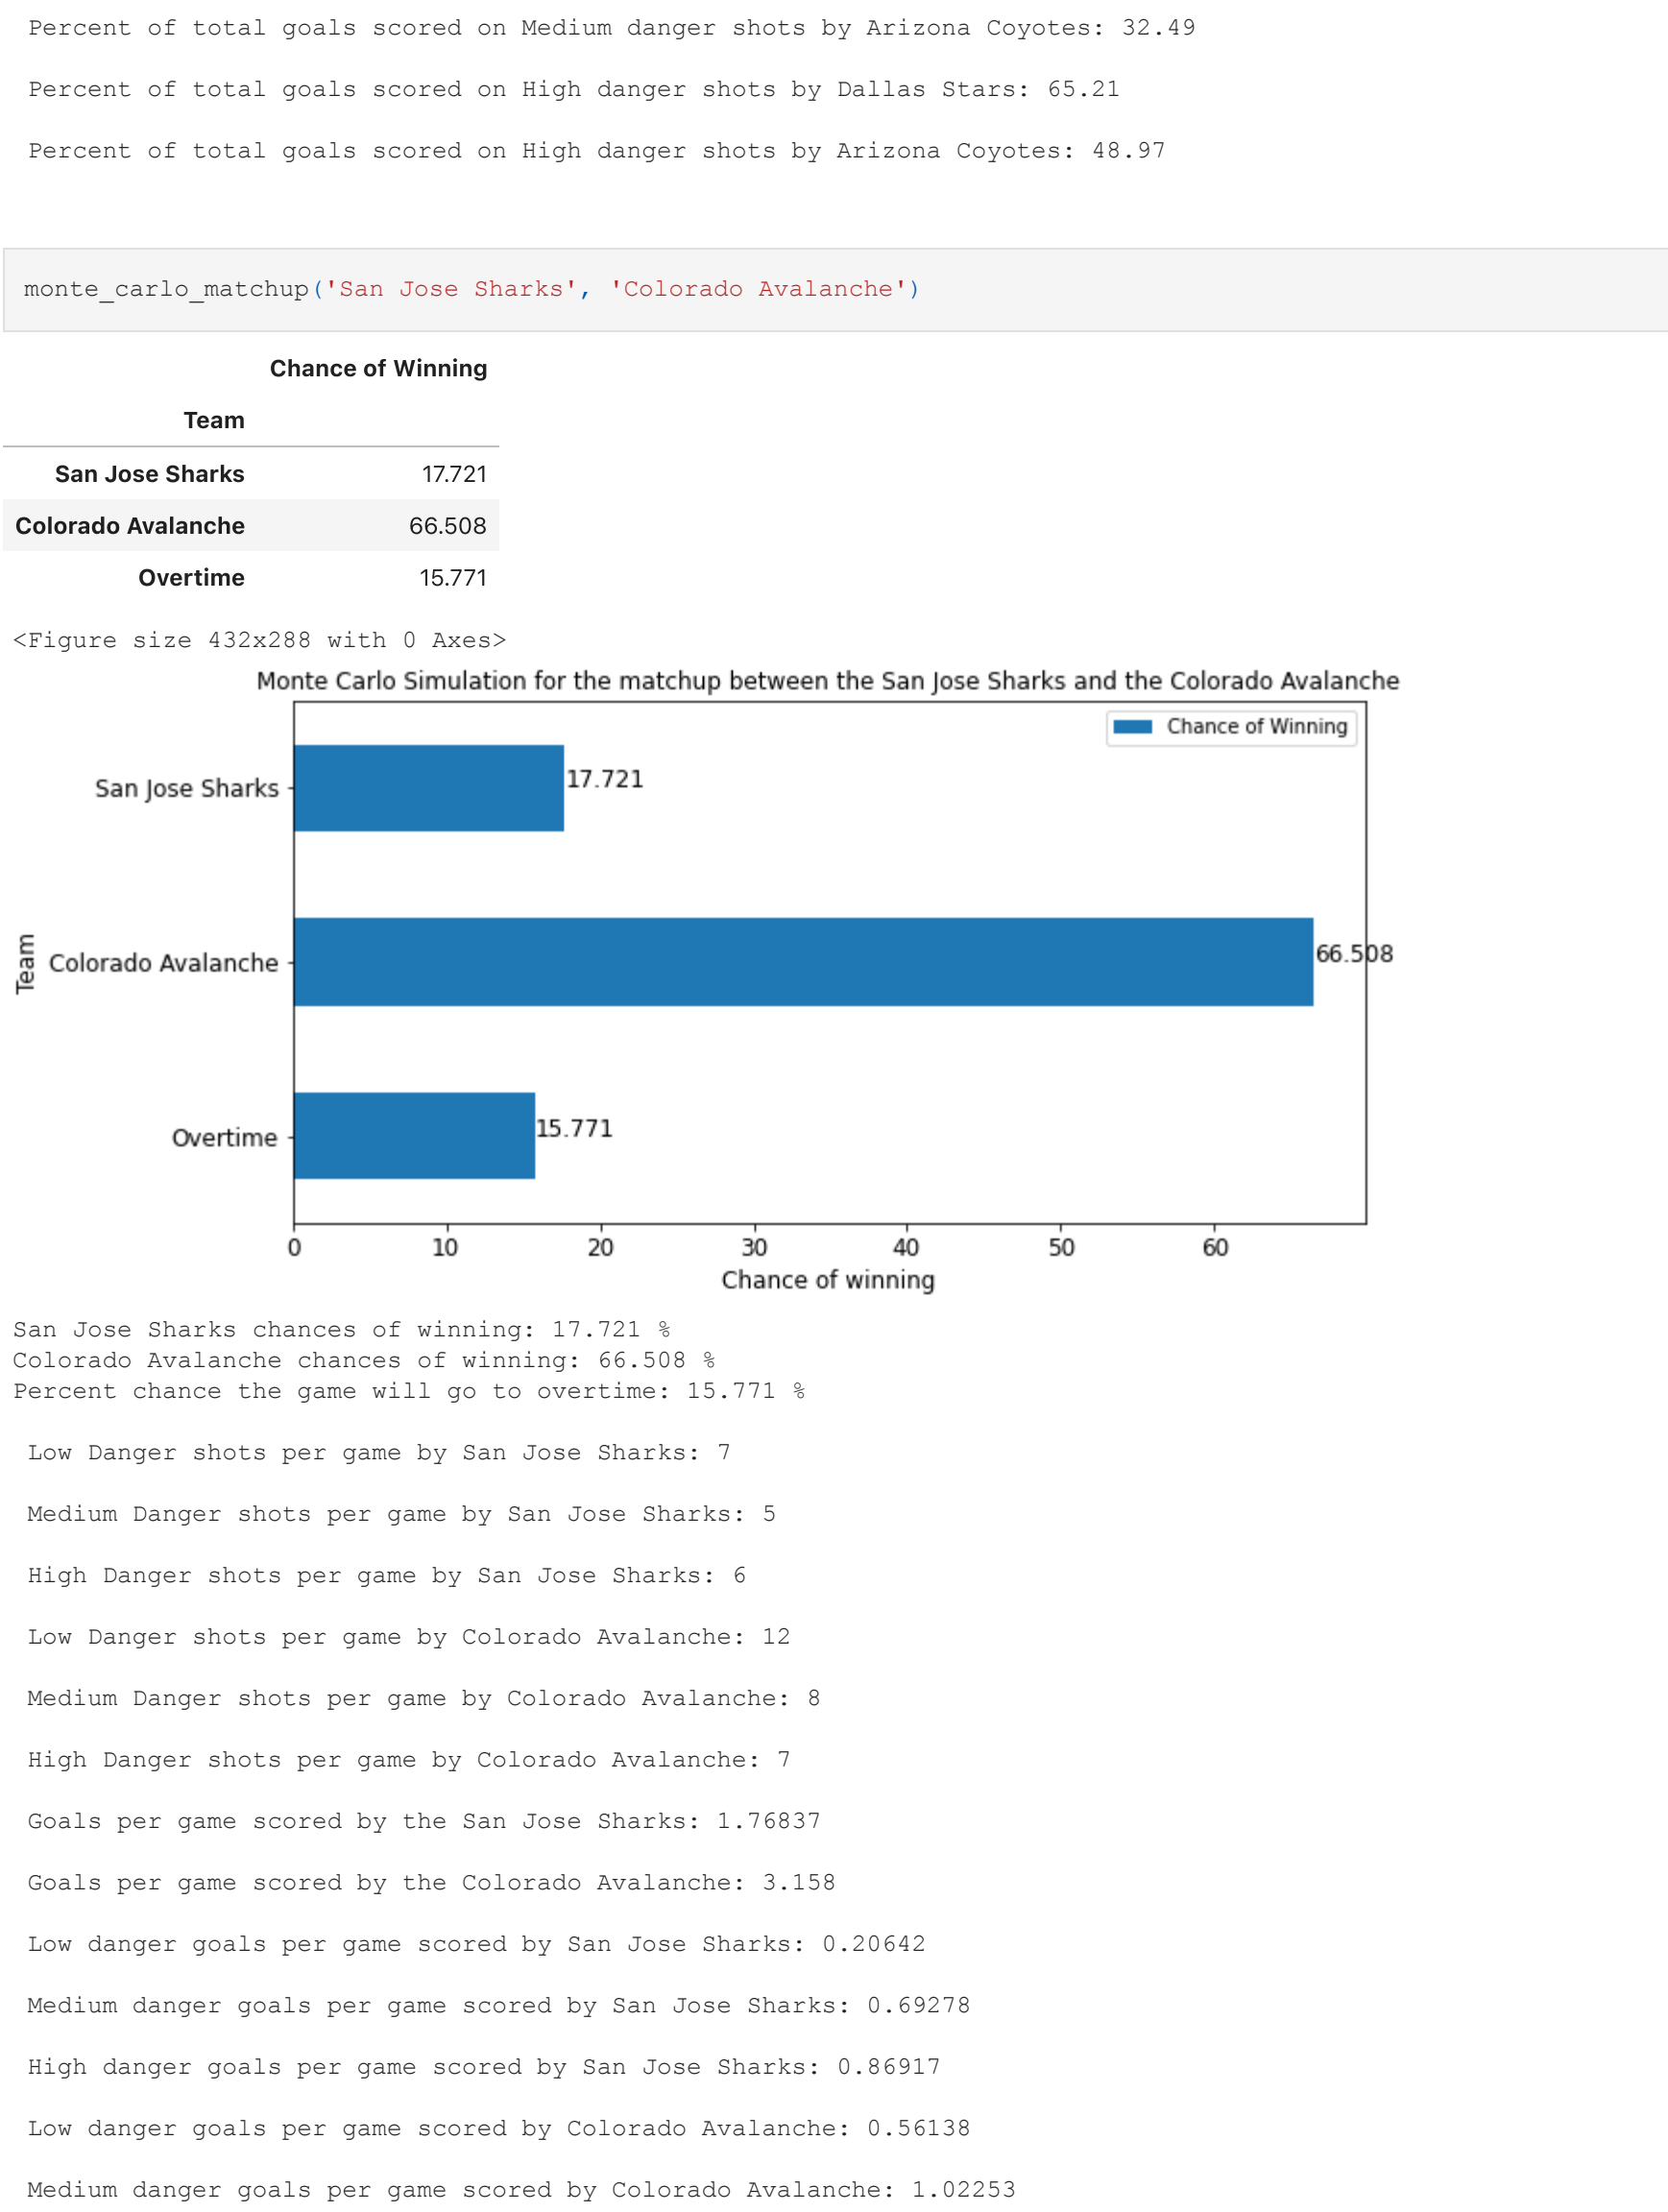 Percent of total goals scored on Medium danger shots by Arizona Coyotes: 32.49
Percent of total goals scored on High danger shots by Dallas Stars: 65.21
Percent of total goals scored on High danger shots by Arizona Coyotes: 48.97
monte_carlo_matchup('San Jose Sharks', 'Colorado Avalanche')
Chance of Winning
Team
San Jose Sharks 17.721
Colorado Avalanche 66.508
Overtime 15.771
<Figure size 432x288 with 0 Axes>
Monte Carlo Simulation for the matchup between the San Jose Sharks and the Colorado Avalanche
Chance of Winning
San Jose Sharks 17.721
Team
Colorado Avalanche 66.508
Overtime 15.771
0 10 20 30 40 50 60
Chance of winning
San Jose Sharks chances of winning: 17.721 %
Colorado Avalanche chances of winning: 66.508 %
Percent chance the game will go to overtime: 15.771 %
Low Danger shots per game by San Jose Sharks: 7
Medium Danger shots per game by San Jose Sharks: 5
High Danger shots per game by San Jose Sharks: 6
Low Danger shots per game by Colorado Avalanche: 12
Medium Danger shots per game by Colorado Avalanche: 8
High Danger shots per game by Colorado Avalanche: 7
Goals per game scored by the San Jose Sharks: 1.76837
Goals per game scored by the Colorado Avalanche: 3.158
Low danger goals per game scored by San Jose Sharks: 0.20642
Medium danger goals per game scored by San Jose Sharks: 0.69278
High danger goals per game scored by San Jose Sharks: 0.86917
Low danger goals per game scored by Colorado Avalanche: 0.56138
Medium danger goals per game scored by Colorado Avalanche: 1.02253